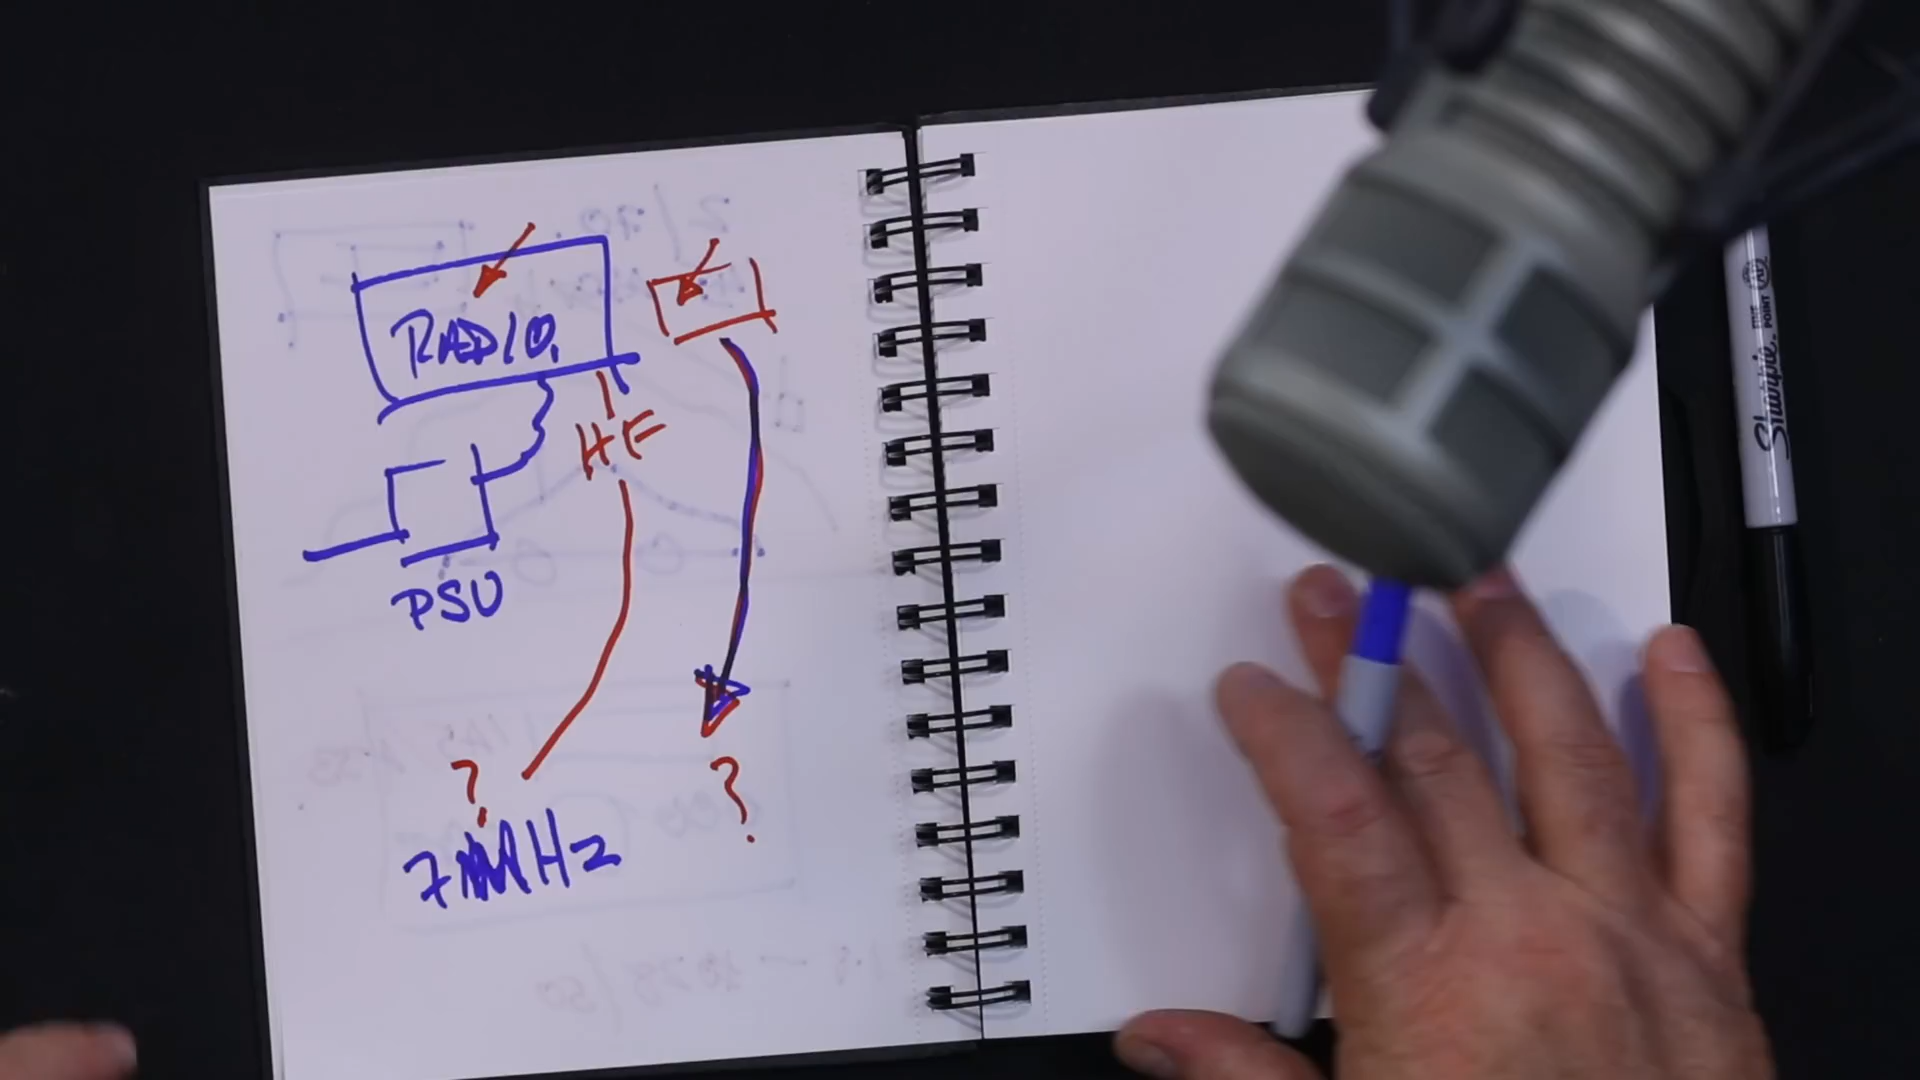 RADIO.
HF
PSU
? ?
7MHz
Sharpie.
FINE
POINT